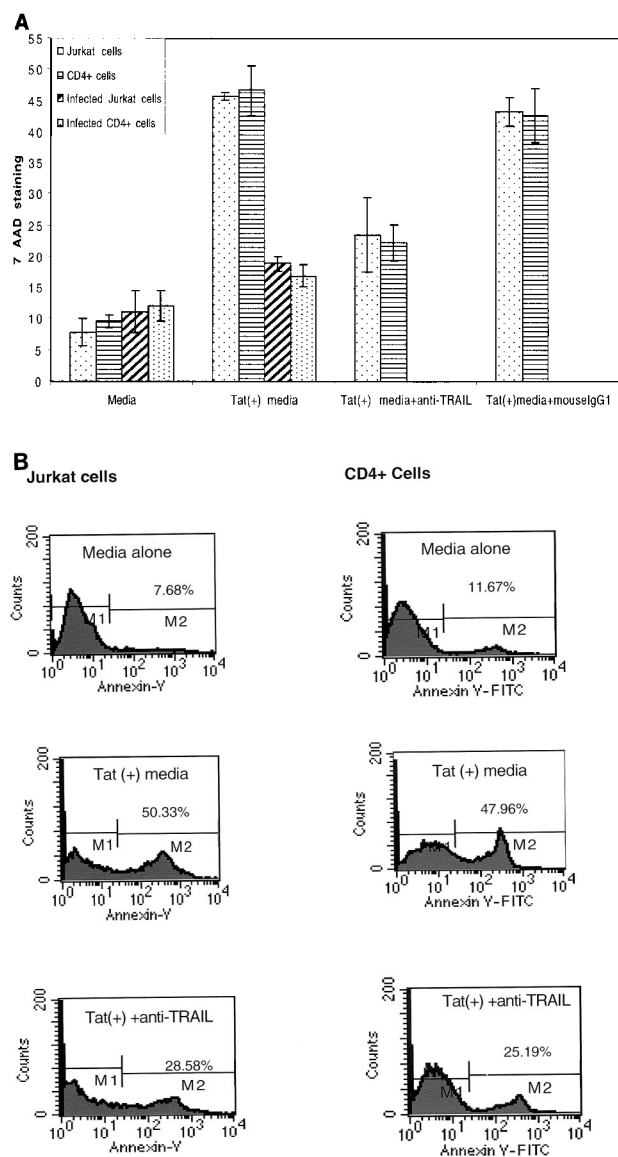 A
55
50
45
40
35
30
25
20
15
10
5
0
7 AAD staining
Jurkat cells
CD4+ cells
Infected Jurkat cells
Infected CD4+ cells
Media
Tat(+) media
Tat(+) media+anti-TRAIL
Tat(+)media+mouseIgG1
B
Jurkat cells
CD4+ Cells
200
Counts
0
Media alone
7.68%
M1
M2
10^0 10^1 10^2 10^3 10^4
Annexin-V
200
Counts
0
Media alone
11.67%
M1
M2
10^0 10^1 10^2 10^3 10^4
Annexin V-FITC
200
Counts
0
Tat (+) media
50.33%
M1
M2
10^0 10^1 10^2 10^3 10^4
Annexin-V
200
Counts
0
Tat (+) media
47.96%
M1
M2
10^0 10^1 10^2 10^3 10^4
Annexin V-FITC
200
Counts
0
Tat(+) +anti-TRAIL
28.58%
M1
M2
10^0 10^1 10^2 10^3 10^4
Annexin-V
200
Counts
0
Tat(+) +anti-TRAIL
25.19%
M1
M2
10^0 10^1 10^2 10^3 10^4
Annexin V-FITC